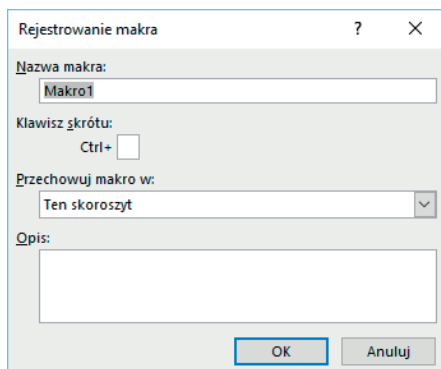 Rejestrowanie makra ? ×
Nazwa makra:
Makro1
Klawisz skrótu:
Ctrl+
Przechowuj makro w:
Ten skoroszyt
Opis:
OK Anuluj